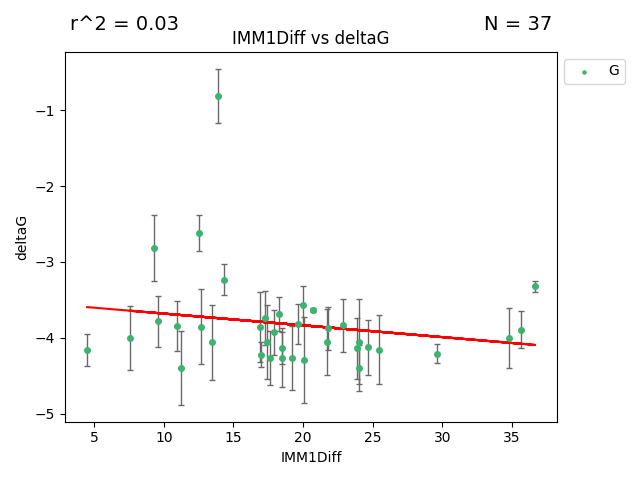 r^2 = 0.03
N = 37
IMM1Diff vs deltaG
G
deltaG
−1
−2
−3
−4
−5
5 10 15 20 25 30 35
IMM1Diff